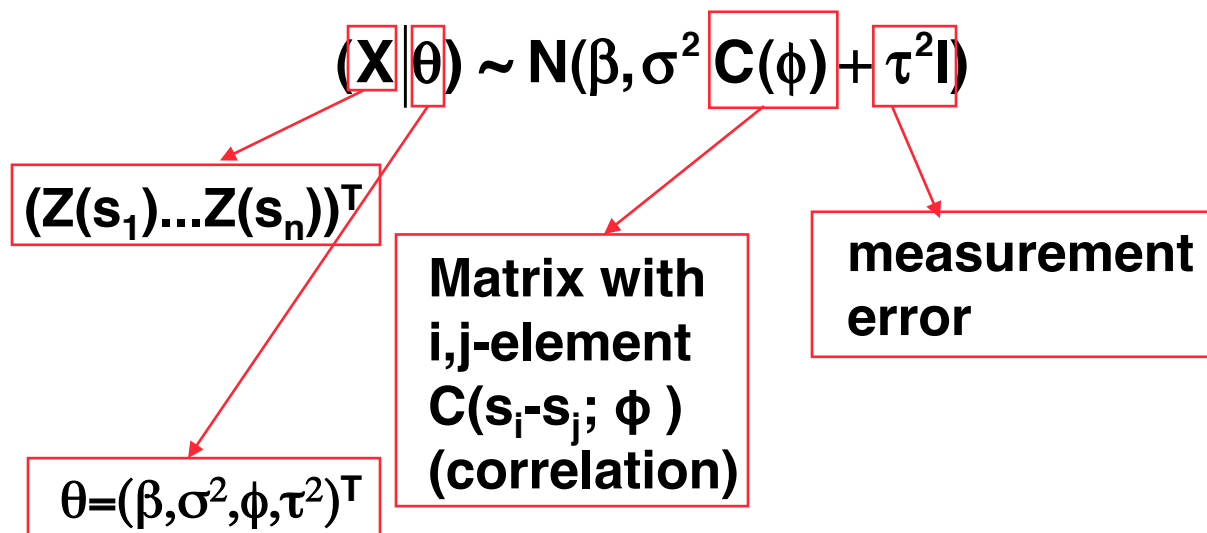 (X|θ) ~ N(β, σ² C(φ) + τ²I)
(Z(s₁)...Z(sₙ))ᵀ
Matrix with
i,j-element
C(sᵢ-sⱼ; φ )
(correlation)
measurement
error
θ=(β,σ²,φ,τ²)ᵀ